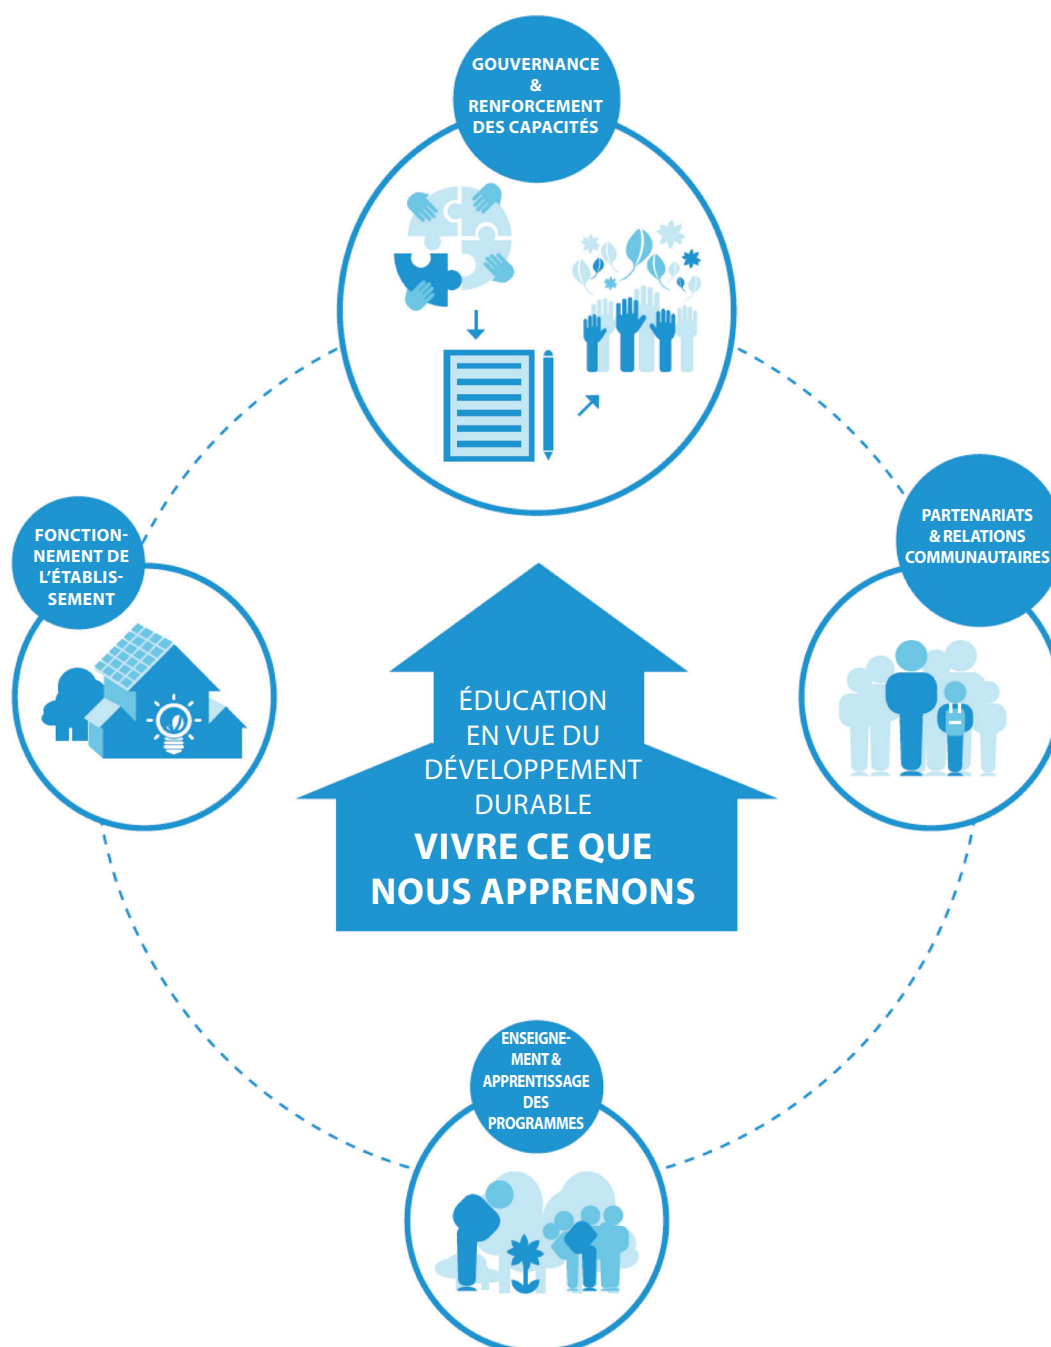 GOUVERNANCE
&
RENFORCEMENT
DES CAPACITÉS
PARTENARIATS
& RELATIONS
COMMUNAUTAIRES
FONCTION-
NEMENT DE
L'ÉTABLIS-
SEMENT
ÉDUCATION
EN VUE DU
DÉVELOPPEMENT
DURABLE
VIVRE CE QUE
NOUS APPRENONS
ENSEIGNE-
MENT &
APPRENTISSAGE
DES
PROGRAMMES